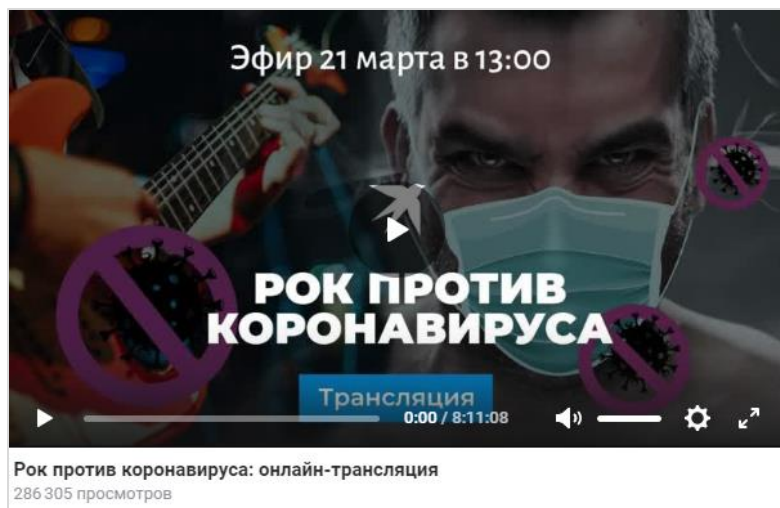 Эфир 21 марта в 13:00
РОК ПРОТИВ
КОРОНАВИРУСА
Трансляция
0:00 / 8:11:08
Рок против коронавируса: онлайн-трансляция
286 305 просмотров